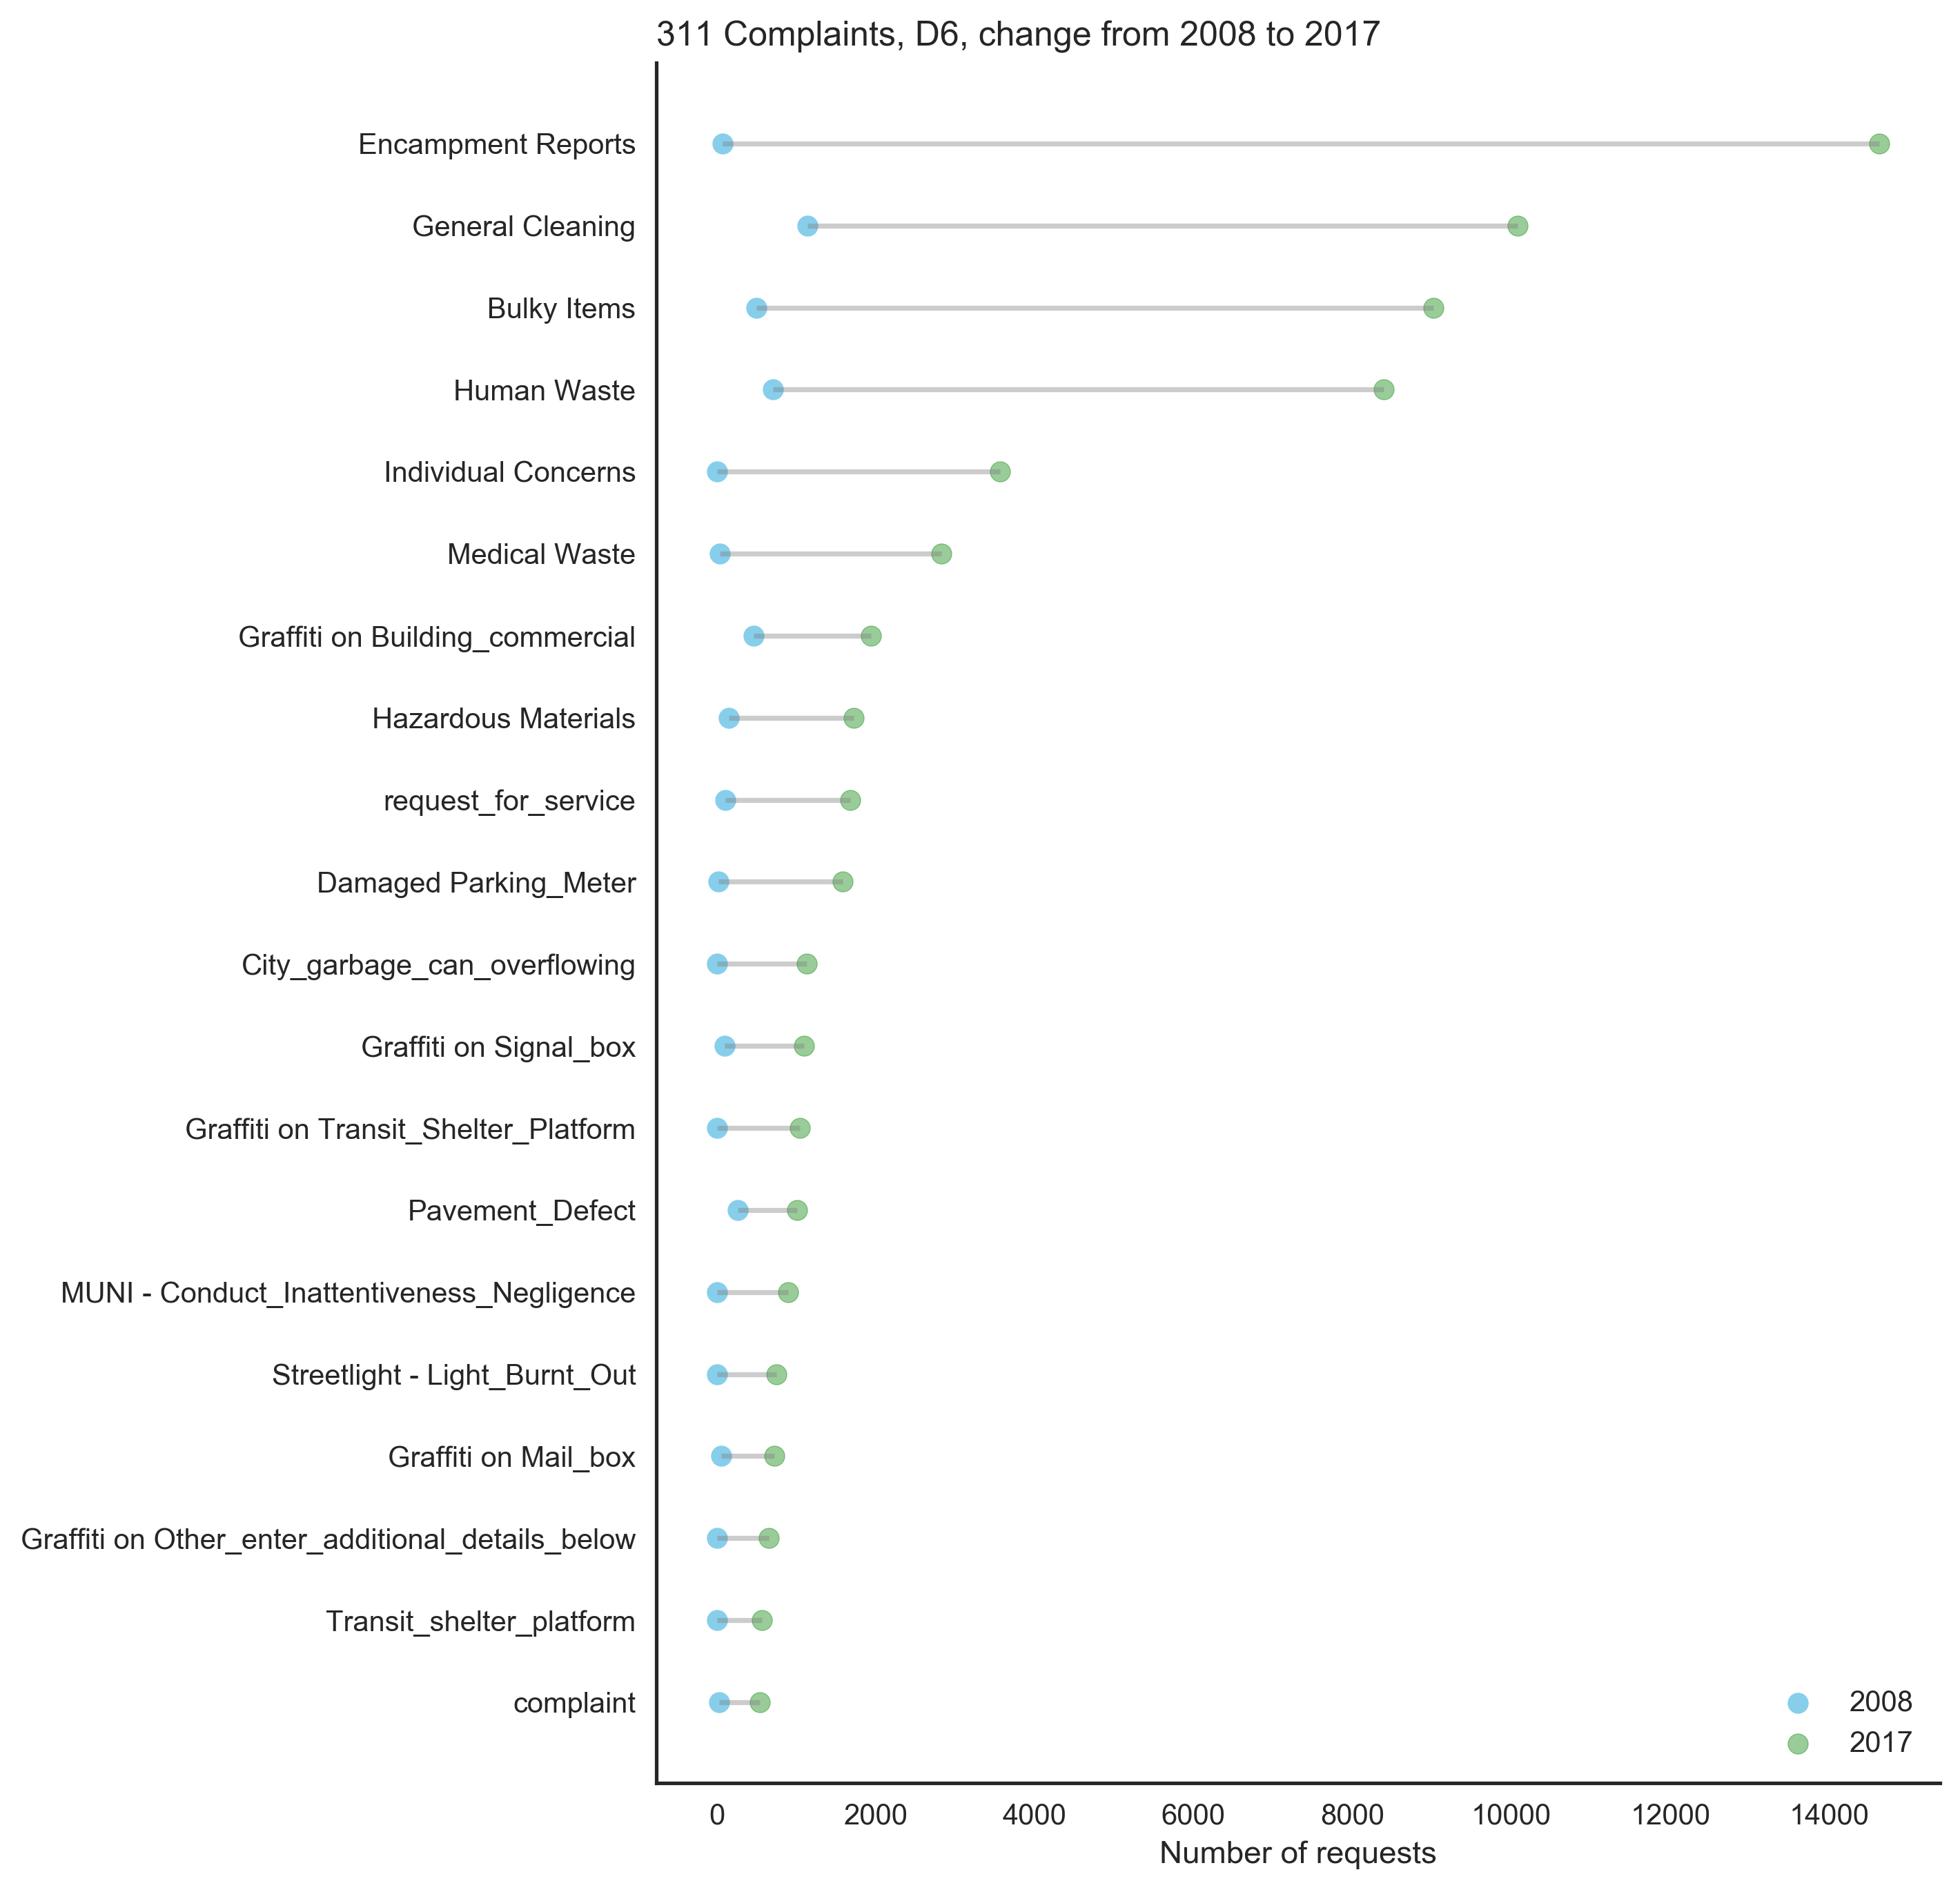 311 Complaints, D6, change from 2008 to 2017
Encampment Reports
General Cleaning
Bulky Items
Human Waste
Individual Concerns
Medical Waste
Graffiti on Building_commercial
Hazardous Materials
request_for_service
Damaged Parking_Meter
City_garbage_can_overflowing
Graffiti on Signal_box
Graffiti on Transit_Shelter_Platform
Pavement_Defect
MUNI - Conduct_Inattentiveness_Negligence
Streetlight - Light_Burnt_Out
Graffiti on Mail_box
Graffiti on Other_enter_additional_details_below
Transit_shelter_platform
complaint
2008
2017
0 2000 4000 6000 8000 10000 12000 14000
Number of requests